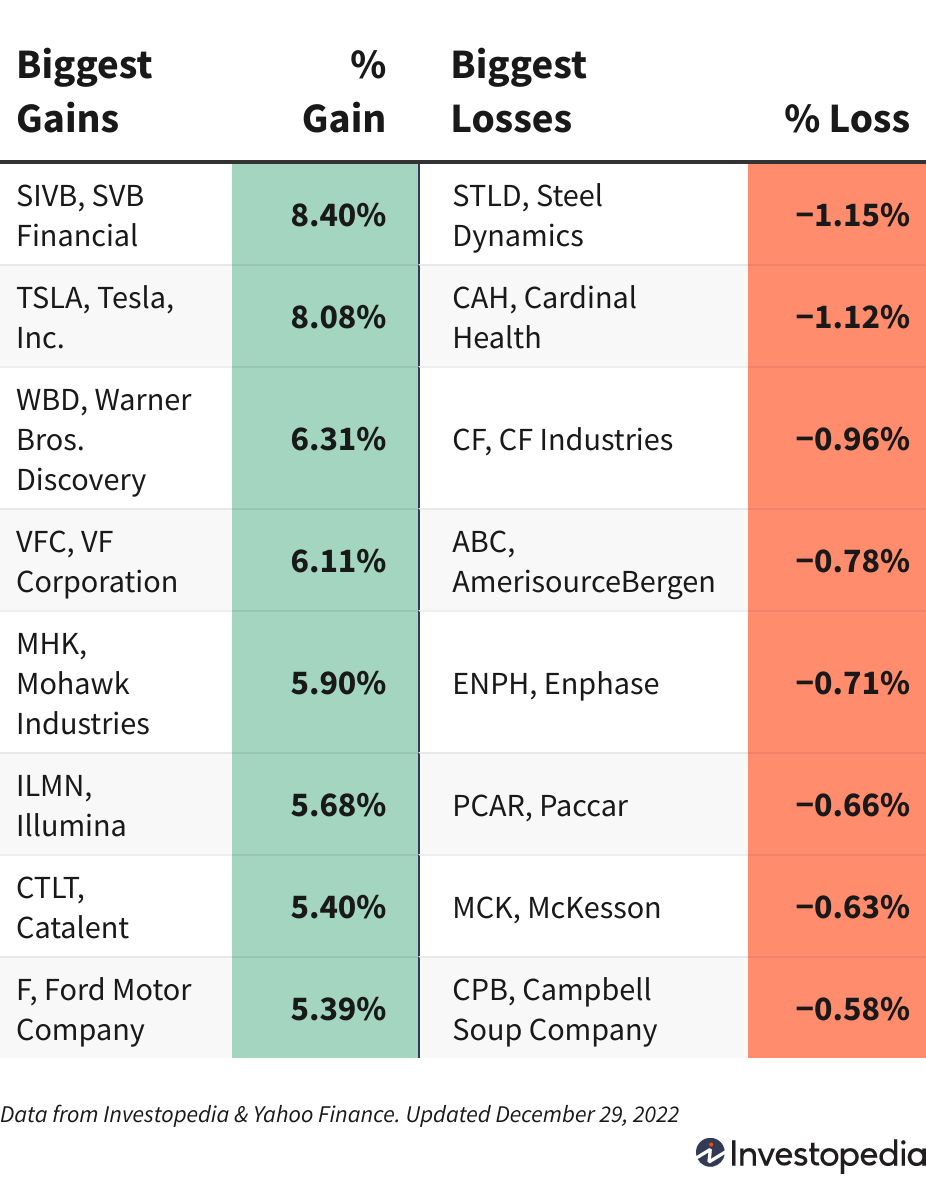 Biggest Gains
% Gain
Biggest Losses
% Loss
SIVB, SVB Financial
8.40%
STLD, Steel Dynamics
−1.15%
TSLA, Tesla, Inc.
8.08%
CAH, Cardinal Health
−1.12%
WBD, Warner Bros. Discovery
6.31%
CF, CF Industries
−0.96%
VFC, VF Corporation
6.11%
ABC, AmerisourceBergen
−0.78%
MHK, Mohawk Industries
5.90%
ENPH, Enphase
−0.71%
ILMN, Illumina
5.68%
PCAR, Paccar
−0.66%
CTLT, Catalent
5.40%
MCK, McKesson
−0.63%
F, Ford Motor Company
5.39%
CPB, Campbell Soup Company
−0.58%
Data from Investopedia & Yahoo Finance. Updated December 29, 2022
Investopedia